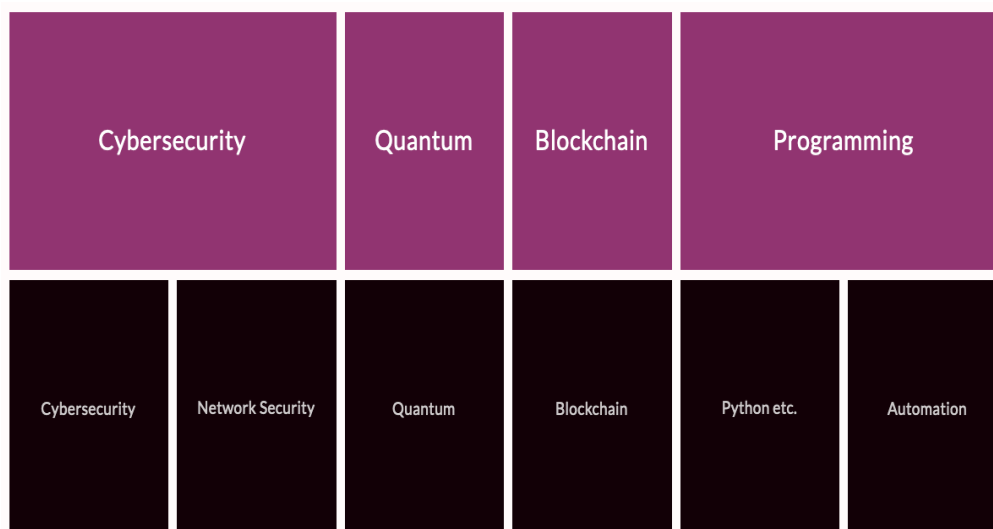 Cybersecurity
Quantum
Blockchain
Programming
Cybersecurity
Network Security
Quantum
Blockchain
Python etc.
Automation